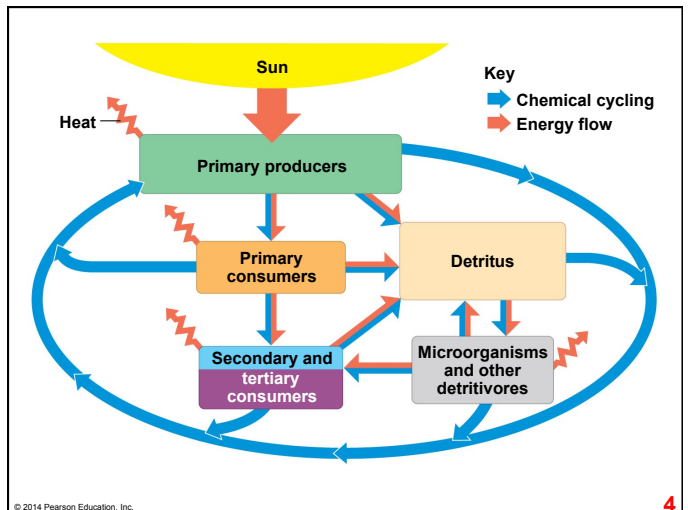 Sun
Key
Chemical cycling
Energy flow
Heat
Primary producers
Primary
consumers
Detritus
Secondary and
tertiary
consumers
Microorganisms
and other
detritivores
© 2014 Pearson Education, Inc.
4